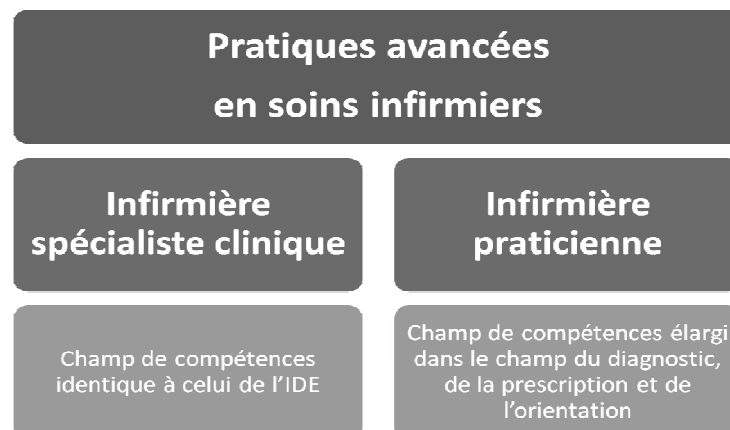 Pratiques avancées
en soins infirmiers
Infirmière
spécialiste clinique
Infirmière
praticienne
Champ de compétences
identique à celui de l'IDE
Champ de compétences élargi
dans le champ du diagnostic,
de la prescription et de
l'orientation